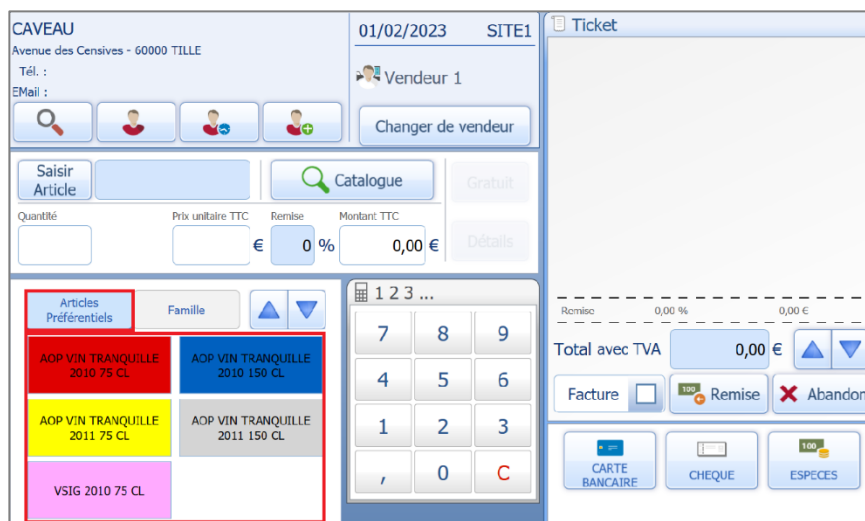 CAVEAU
Avenue des Censives - 60000 TILLE
Tél. :
EMail :
01/02/2023 SITE1
Vendeur 1
Changer de vendeur
Saisir
Article
Catalogue
Gratuit
Quantité Prix unitaire TTC Remise Montant TTC
€ 0 % 0,00 €
Détails
Articles
Préférentiels
Famille
AOP VIN TRANQUILLE
2010 75 CL
AOP VIN TRANQUILLE
2010 150 CL
AOP VIN TRANQUILLE
2011 75 CL
AOP VIN TRANQUILLE
2011 150 CL
VSIG 2010 75 CL
1 2 3 ...
7 8 9
4 5 6
1 2 3
, 0 C
Ticket
Remise 0,00 % 0,00 €
Total avec TVA 0,00 €
Facture
100
Remise
Abandon
CARTE
BANCAIRE
CHEQUE
100
ESPECES